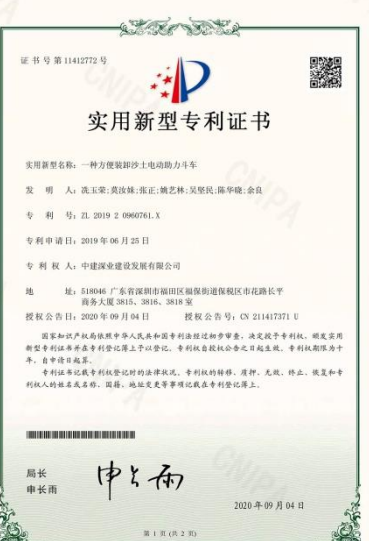 证书号第11412772号
实用新型专利证书
实用新型名称：一种方便装卸沙土电动助力斗车
发 明 人：冼玉荣;莫汝妹;张正;姚艺林;吴坚民;陈华晓;余良
专 利 号：ZL 2019 2 0960761.X
专利申请日：2019年06月25日
专 利 权 人：中建深业建设发展有限公司
地 址：518046 广东省深圳市福田区福保街道保税区市花路长平
商务大厦 3815、3816、3818室
授权公告日：2020年09月04日 授权公告号：CN 211417371 U
国家知识产权局依照中华人民共和国专利法经过初步审查，决定授予专利权，颁发实用
新型专利证书并在专利登记簿上予以登记。专利权自授权公告之日起生效。专利权期限为十
年，自申请日起算。
专利证书记载专利权登记时的法律状况。专利权的转移、质押、无效、终止、恢复和专
利权人的姓名或名称、国籍、地址变更等事项记载在专利登记簿上。
局长
申长雨
申长雨
2020年09月04日
第 1 页 (共 2 页)
CNIPA
CNIPA
CNIPA